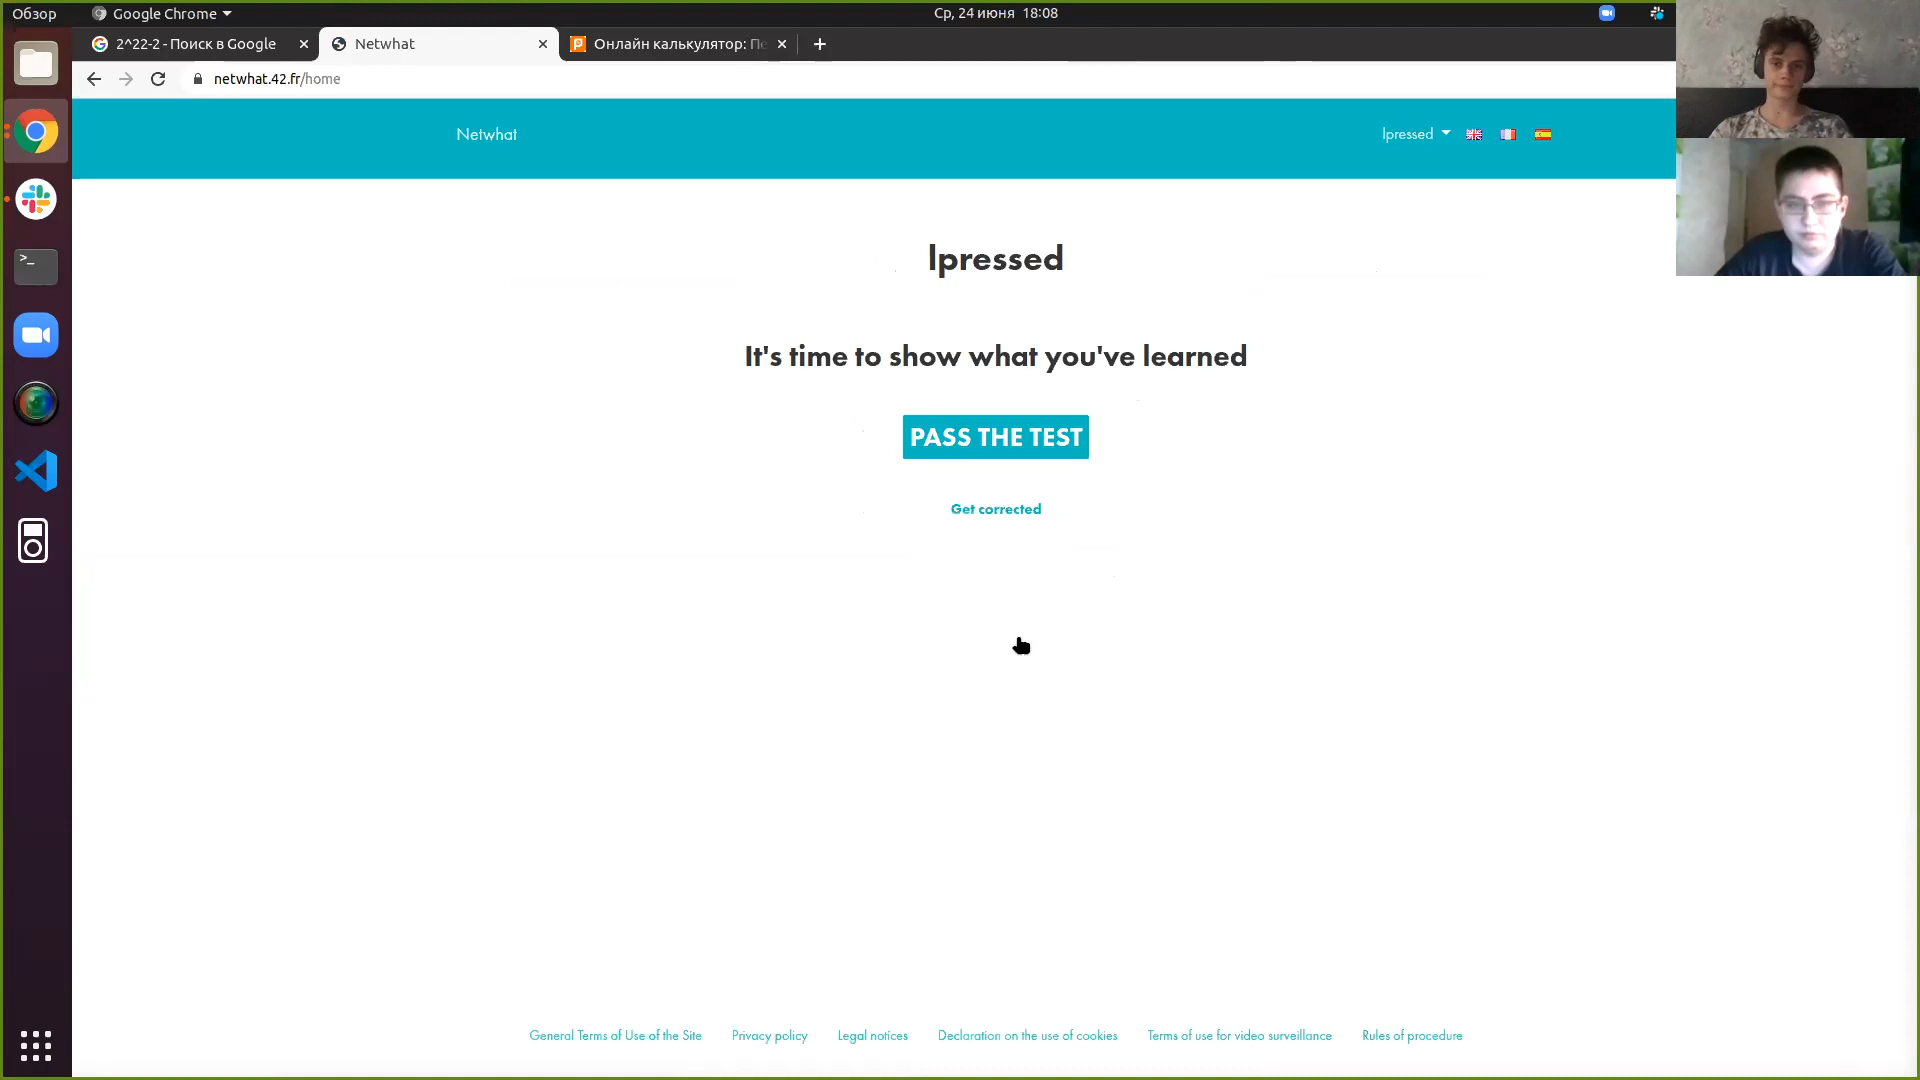 Обзор
Google Chrome
Ср, 24 июня 18:08
2^22-2 - Поиск в Google
Netwhat
Онлайн калькулятор: Пе
netwhat.42.fr/home
Netwhat
lpressed
lpressed
It's time to show what you've learned
PASS THE TEST
Get corrected
General Terms of Use of the Site
Privacy policy
Legal notices
Declaration on the use of cookies
Terms of use for video surveillance
Rules of procedure